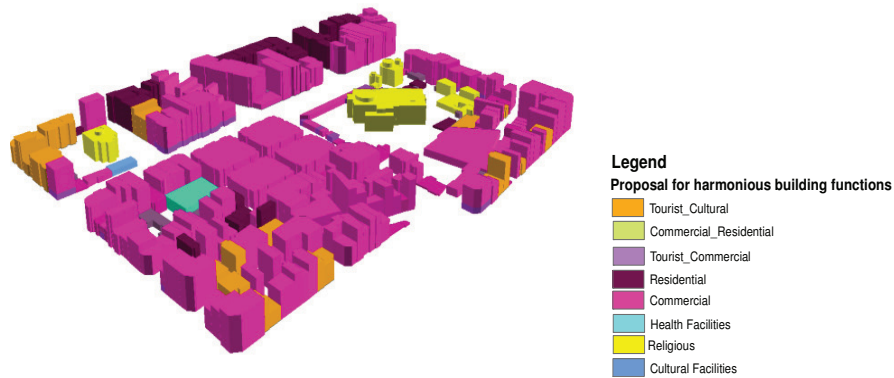 Legend
Proposal for harmonious building functions
Tourist_Cultural
Commercial_Residential
Tourist_Commercial
Residential
Commercial
Health Facilities
Religious
Cultural Facilities